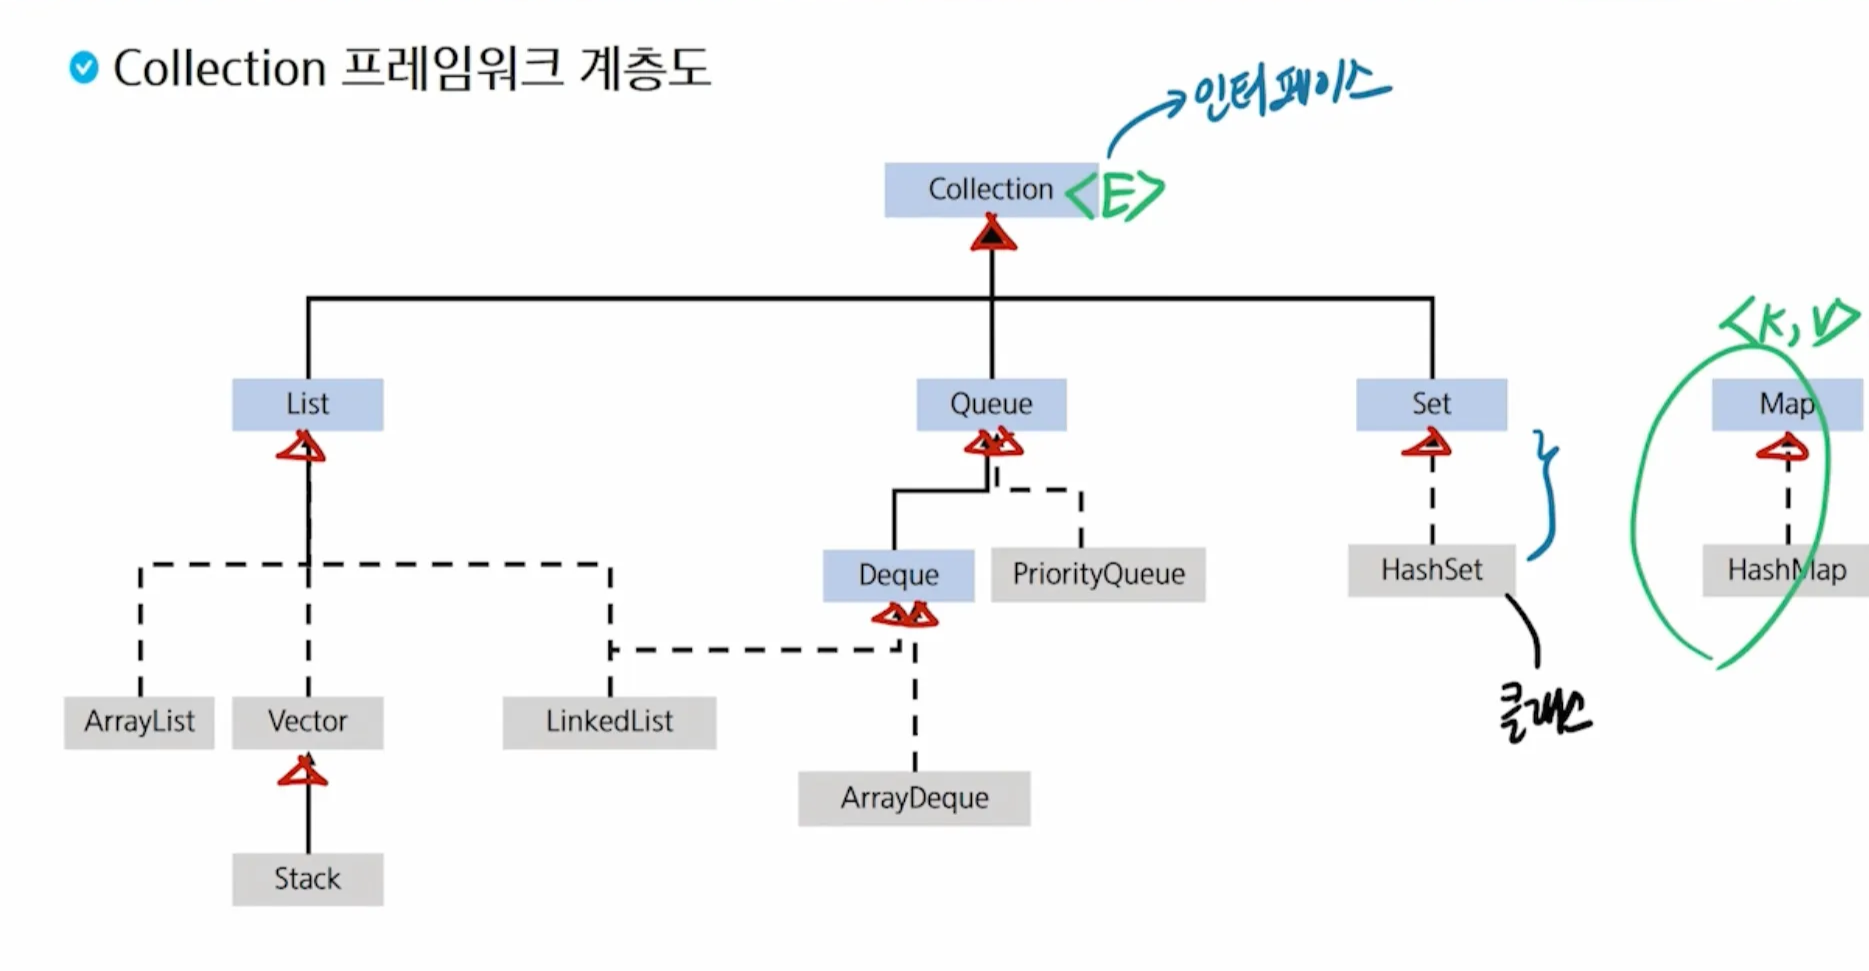 Collection 프레임워크 계층도
인터페이스
Collection <E>
<K, V>
List
Queue
Set
Map
Deque
PriorityQueue
HashSet
HashMap
ArrayList
Vector
LinkedList
클래스
ArrayDeque
Stack